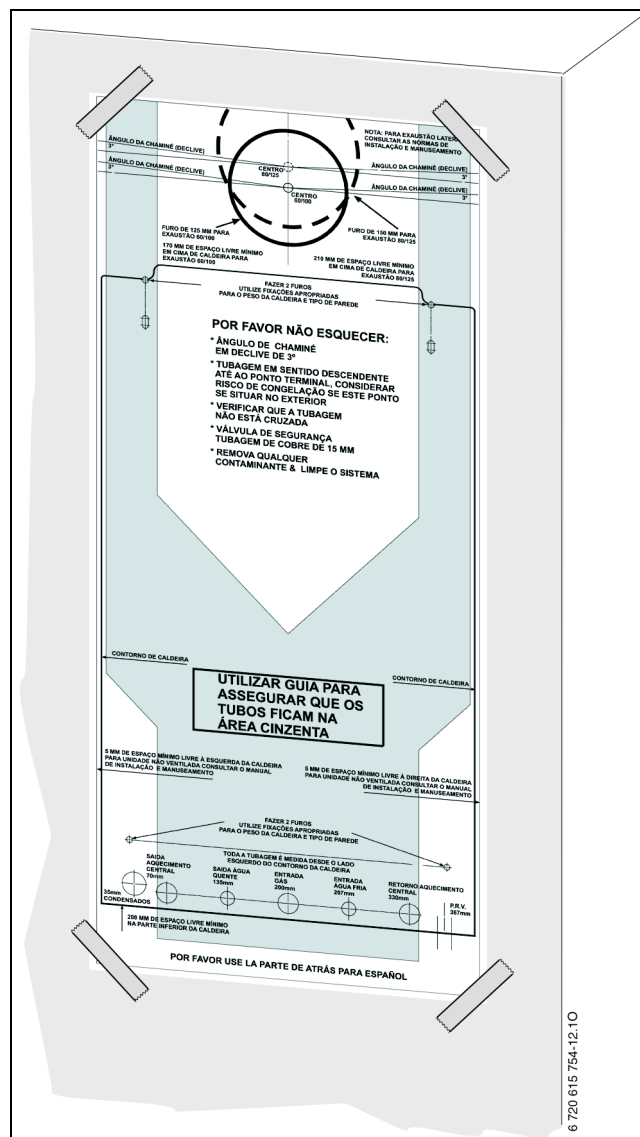 NOTA: PARA EXAUSTÃO LATERAL
CONSULTAR AS NORMAS DE
INSTALAÇÃO E MANUSEAMENTO
ÂNGULO DA CHAMINÉ (DECLIVE)
3°
ÂNGULO DA CHAMINÉ (DECLIVE)
3°
CENTRO
80/125
ÂNGULO DA CHAMINÉ (DECLIVE)
3°
CENTRO
60/100
ÂNGULO DA CHAMINÉ (DECLIVE)
3°
FURO DE 125 MM PARA
EXAUSTÃO 60/100
FURO DE 150 MM PARA
EXAUSTÃO 80/125
170 MM DE ESPAÇO LIVRE MÍNIMO
EM CIMA DE CALDEIRA PARA
EXAUSTÃO 60/100
210 MM DE ESPAÇO LIVRE MÍNIMO
EM CIMA DE CALDEIRA PARA
EXAUSTÃO 80/125
FAZER 2 FUROS
UTILIZE FIXAÇÕES APROPRIADAS
PARA O PESO DA CALDEIRA E TIPO DE PAREDE
POR FAVOR NÃO ESQUECER:
* ÂNGULO DE CHAMINÉ
EM DECLIVE DE 3°
* TUBAGEM EM SENTIDO DESCENDENTE
ATÉ AO PONTO TERMINAL, CONSIDERAR
RISCO DE CONGELAÇÃO SE ESTE PONTO
SE SITUAR NO EXTERIOR
* VERIFICAR QUE A TUBAGEM
NÃO ESTÁ CRUZADA
* VÁLVULA DE SEGURANÇA
TUBAGEM DE COBRE DE 15 MM
* REMOVA QUALQUER
CONTAMINANTE & LIMPE O SISTEMA
CONTORNO DE CALDEIRA
CONTORNO DE CALDEIRA
UTILIZAR GUIA PARA
ASSEGURAR QUE OS
TUBOS FICAM NA
ÁREA CINZENTA
5 MM DE ESPAÇO MÍNIMO LIVRE À ESQUERDA DA CALDEIRA
PARA UNIDADE NÃO VENTILADA CONSULTAR O MANUAL
DE INSTALAÇÃO E MANUSEAMENTO
5 MM DE ESPAÇO MÍNIMO LIVRE À DIREITA DA CALDEIRA
PARA UNIDADE NÃO VENTILADA CONSULTAR O MANUAL
DE INSTALAÇÃO E MANUSEAMENTO
FAZER 2 FUROS
UTILIZE FIXAÇÕES APROPRIADAS
PARA O PESO DA CALDEIRA E TIPO DE PAREDE
TODA A TUBAGEM É MEDIDA DESDE O LADO
ESQUERDO DO CONTORNO DA CALDEIRA
SAIDA
AQUECIMENTO
CENTRAL
70mm
SAIDA ÁGUA
QUENTE
135mm
ENTRADA
GÁS
200mm
ENTRADA
ÁGUA FRIA
267mm
RETORNO AQUECIMENTO
CENTRAL
330mm
P.R.V.
367mm
35mm
CONDENSADOS
200 MM DE ESPAÇO LIVRE MÍNIMO
NA PARTE INFERIOR DA CALDEIRA
POR FAVOR USE LA PARTE DE ATRÁS PARA ESPAÑOL
6 720 615 754-12.1O